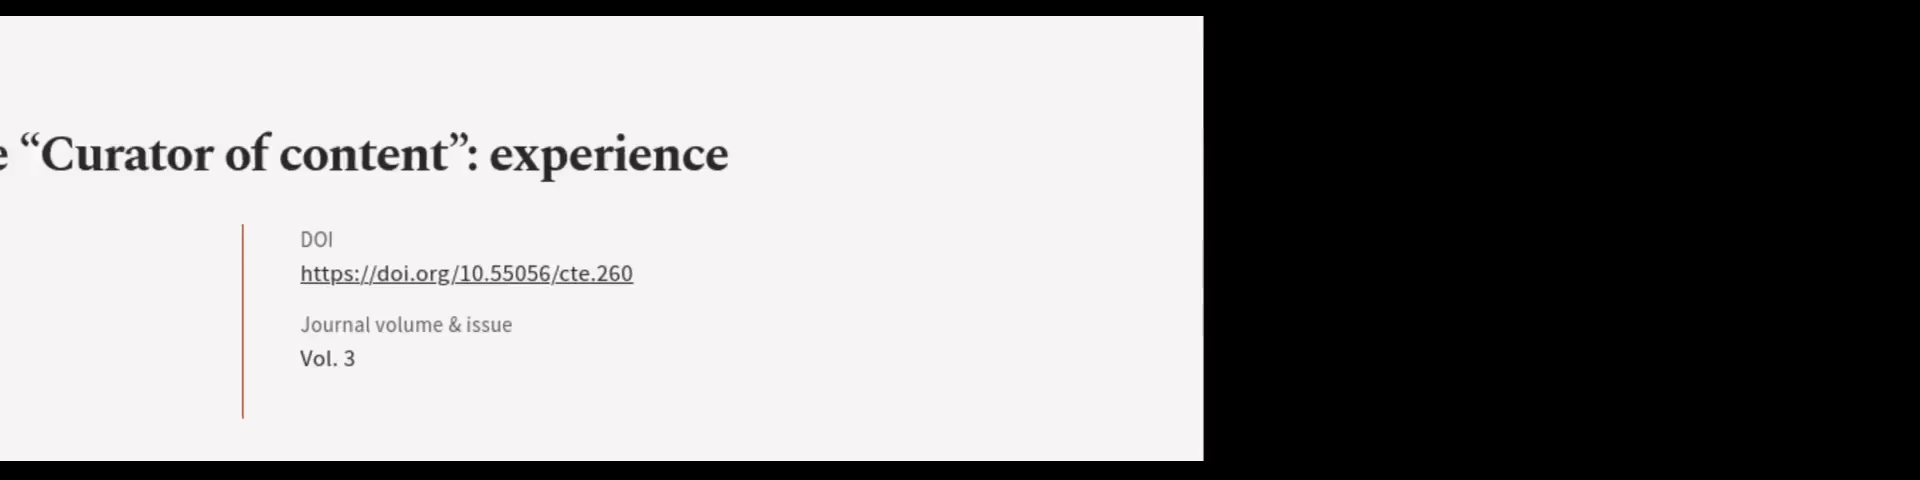 e “Curator of content”: experience
DOI
https://doi.org/10.55056/cte.260
Journal volume & issue
Vol. 3